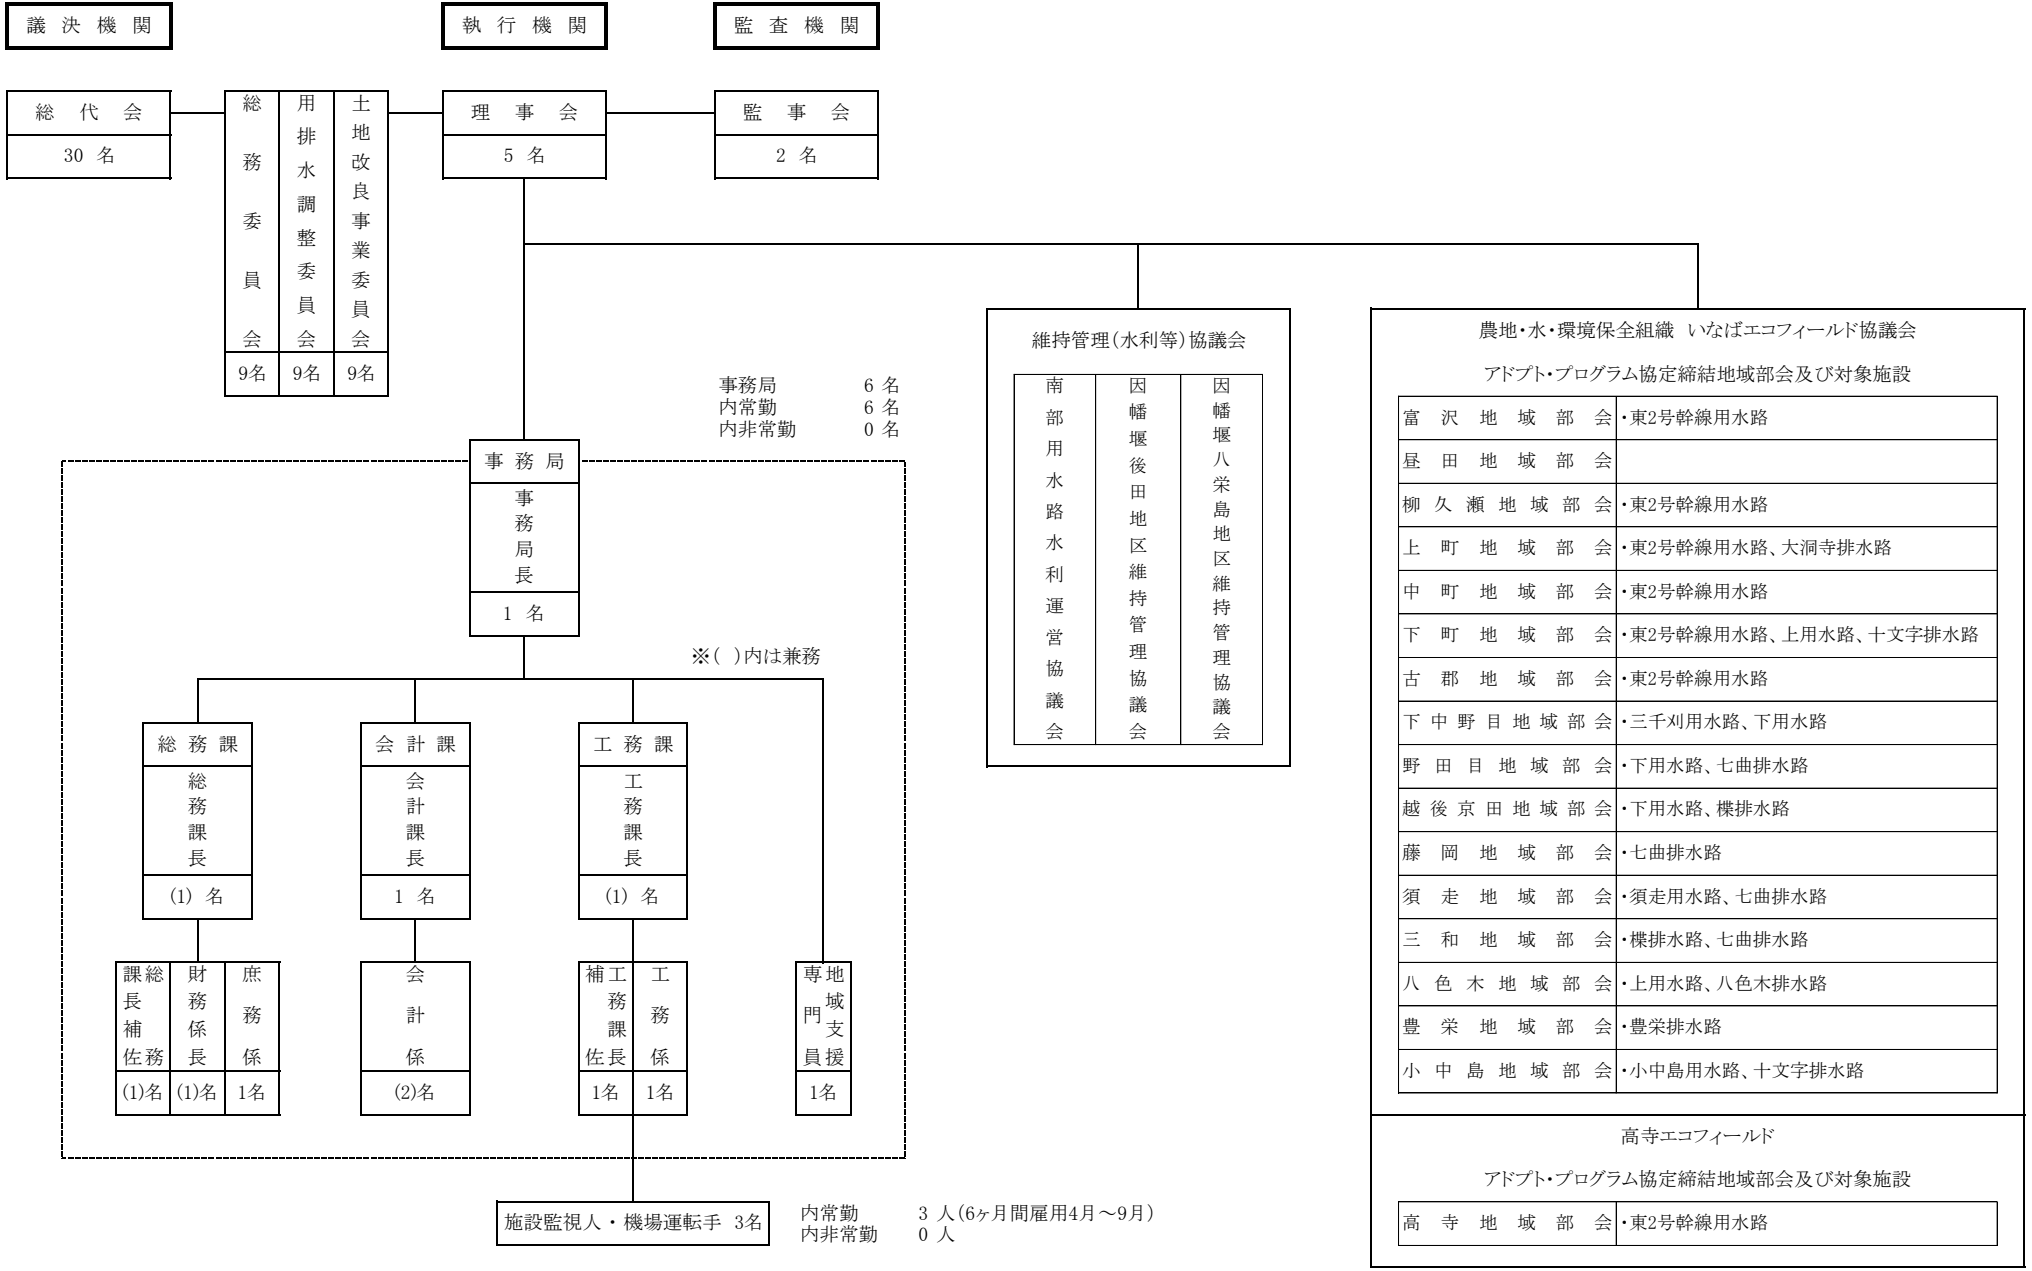 議決機関
執行機関
監査機関
総代会
30 名
総務委員会
9名
用排水調整委員会
9名
土地改良事業委員会
9名
理事会
5 名
監事会
2 名
事務局 6 名
内常勤 6 名
内非常勤 0 名
事務局
事務局長
1 名
※( )内は兼務
総務課
総務課長
(1) 名
会計課
会計課長
1 名
工務課
工務課長
(1) 名
総務課長補佐
(1)名
財務係長
(1)名
庶務係
1名
会計係
(2)名
工務課長補佐
1名
工務係
1名
地域支援専門員
1名
施設監視人・機場運転手 3名
内常勤 3 人(6ヶ月間雇用4月～9月)
内非常勤 0 人
維持管理(水利等)協議会
南部用水路水利運営協議会
因幡堰後田地区維持管理協議会
因幡堰八栄島地区維持管理協議会
農地・水・環境保全組織 いなばエコフィールド協議会
アドプト・プログラム協定締結地域部会及び対象施設
富沢地域部会 ・東2号幹線用水路
昼田地域部会
柳久瀬地域部会 ・東2号幹線用水路
上町地域部会 ・東2号幹線用水路、大洞寺排水路
中町地域部会 ・東2号幹線用水路
下町地域部会 ・東2号幹線用水路、上用水路、十文字排水路
古郡地域部会 ・東2号幹線用水路
下中野目地域部会 ・三千刈用水路、下用水路
野田目地域部会 ・下用水路、七曲排水路
越後京田地域部会 ・下用水路、楪排水路
藤岡地域部会 ・七曲排水路
須走地域部会 ・須走用水路、七曲排水路
三和地域部会 ・楪排水路、七曲排水路
八色木地域部会 ・上用水路、八色木排水路
豊栄地域部会 ・豊栄排水路
小中島地域部会 ・小中島用水路、十文字排水路
高寺エコフィールド
アドプト・プログラム協定締結地域部会及び対象施設
高寺地域部会 ・東2号幹線用水路